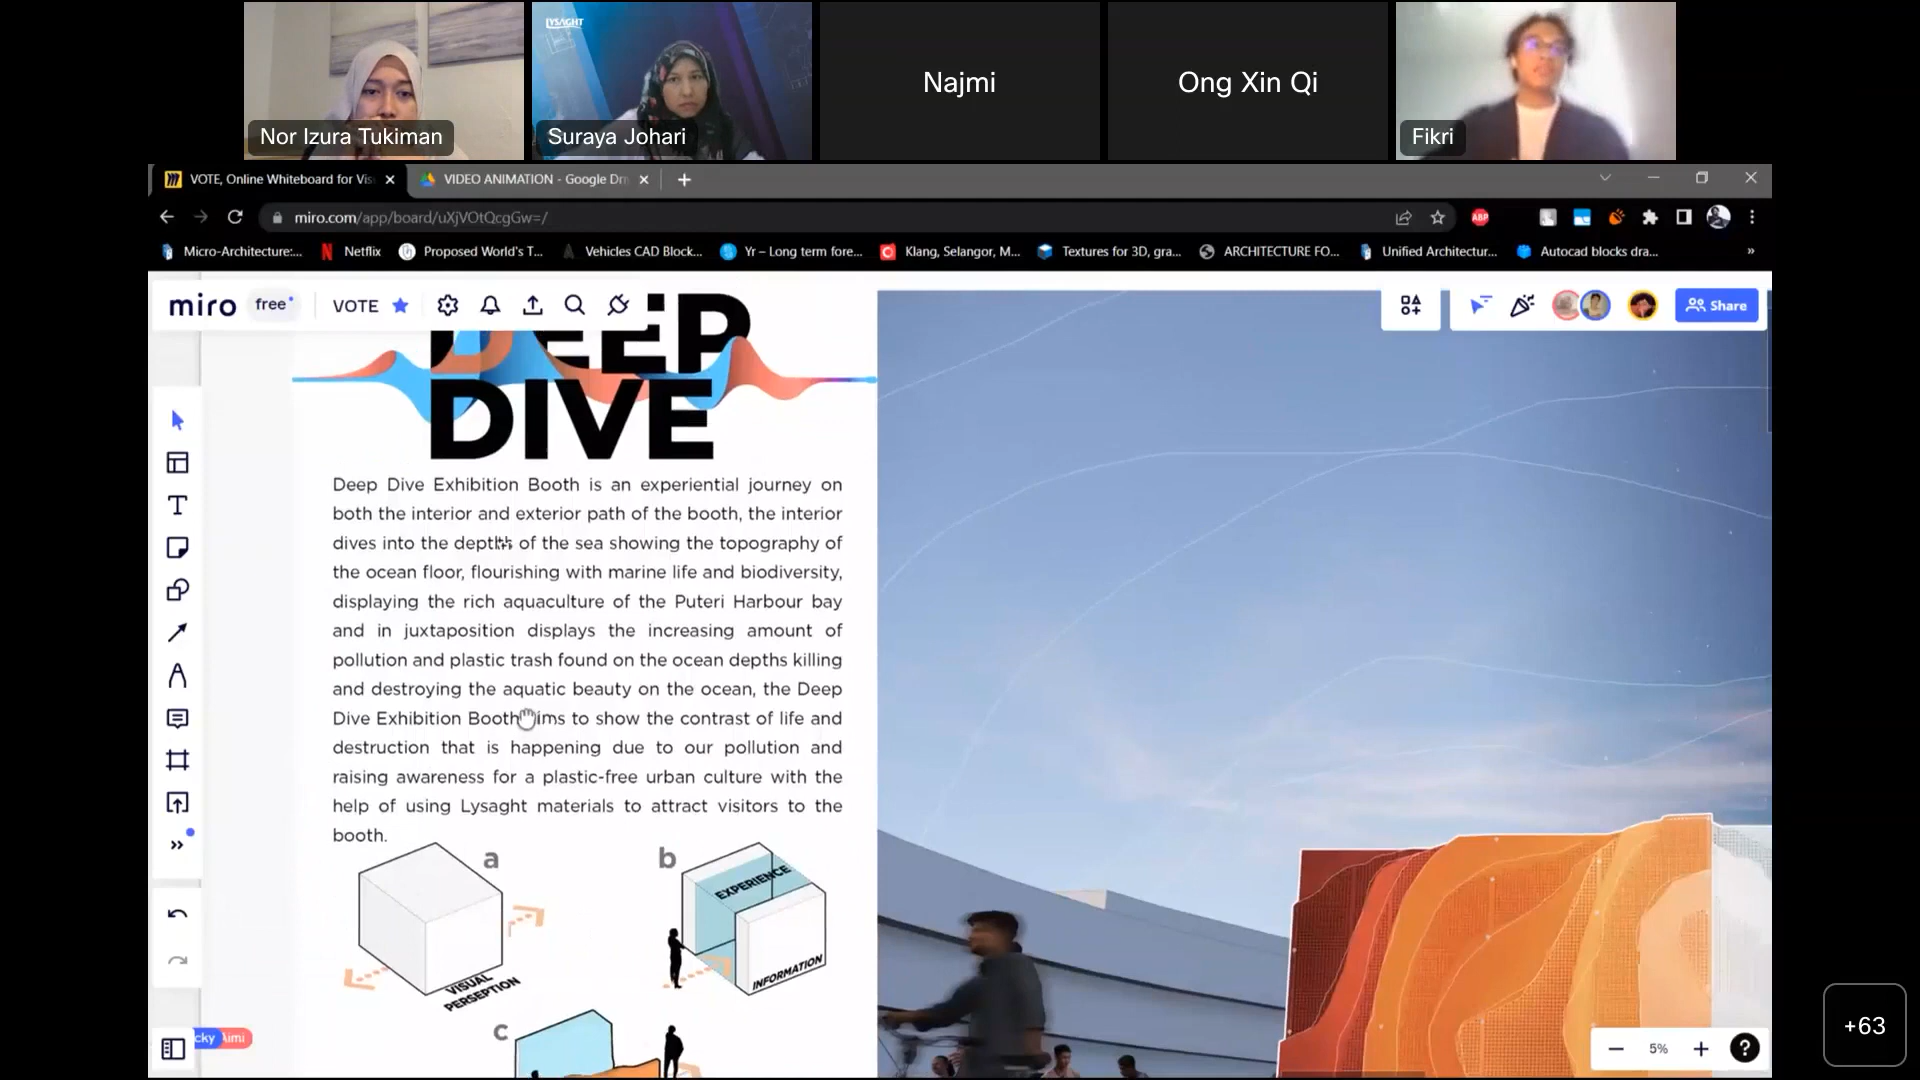 LYSAGHT
Nor Izura Tukiman
Suraya Johari
Najmi
Ong Xin Qi
Fikri
VOTE, Online Whiteboard for Vis
VIDEO ANIMATION - Google Dri
miro.com/app/board/uXjVOtQcgGw=/
ABP
Micro-Architecture:...
Netflix
Proposed World's T...
Vehicles CAD Block...
Yr – Long term fore...
Klang, Selangor, M...
Textures for 3D, gra...
ARCHITECTURE FO...
Unified Architectur...
Autocad blocks dra...
»
miro
free
VOTE
Share
DEEP
DIVE
Deep Dive Exhibition Booth is an experiential journey on
both the interior and exterior path of the booth, the interior
dives into the depths of the sea showing the topography of
the ocean floor, flourishing with marine life and biodiversity,
displaying the rich aquaculture of the Puteri Harbour bay
and in juxtaposition displays the increasing amount of
pollution and plastic trash found on the ocean depths killing
and destroying the aquatic beauty on the ocean, the Deep
Dive Exhibition Booth aims to show the contrast of life and
destruction that is happening due to our pollution and
raising awareness for a plastic-free urban culture with the
help of using Lysaght materials to attract visitors to the
booth.
a
VISUAL
PERSEPTION
b
EXPERIENCE
INFORMATION
c
cky
Aimi
5%
?
+63